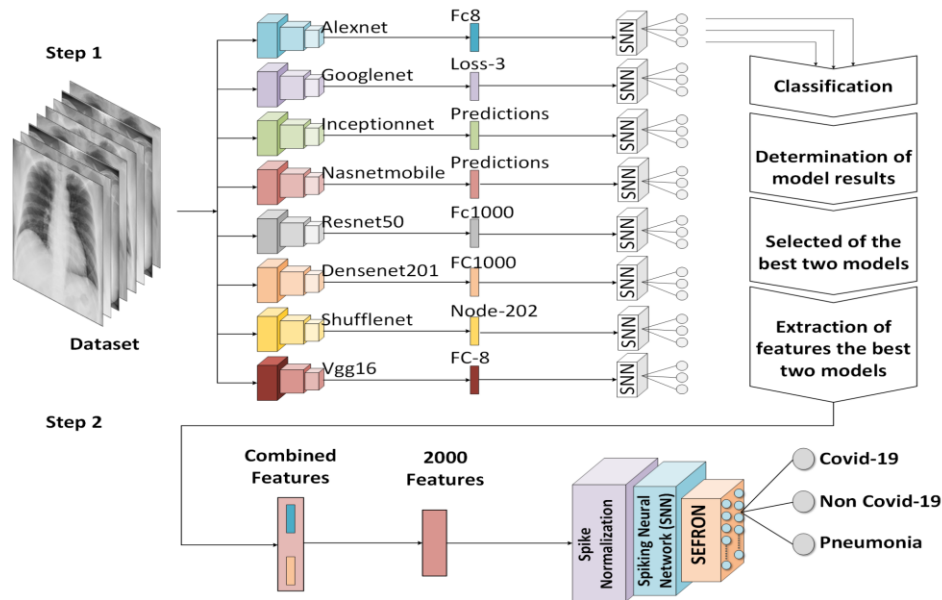 Step 1
Dataset
Alexnet
Fc8
SNN
Googlenet
Loss-3
SNN
Inceptionnet
Predictions
SNN
Nasnetmobile
Predictions
SNN
Resnet50
Fc1000
SNN
Densenet201
FC1000
SNN
Shufflenet
Node-202
SNN
Vgg16
FC-8
SNN
Classification
Determination of
model results
Selected of the
best two models
Extraction of
features the best
two models
Step 2
Combined
Features
2000
Features
Spike
Normalization
Spiking Neural
Network (SNN)
SEFRON
Covid-19
Non Covid-19
Pneumonia